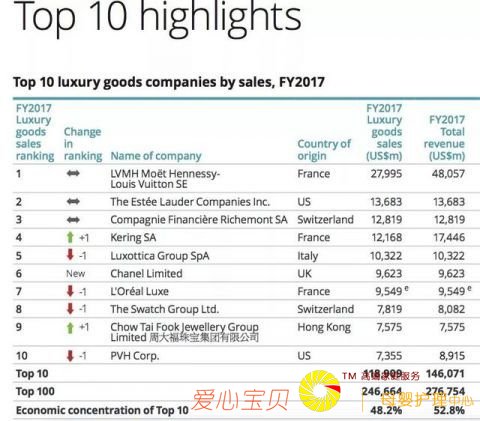 Top 10 highlights
Top 10 luxury goods companies by sales, FY2017
FY2017 Luxury goods sales ranking Change in ranking Name of company Country of origin FY2017 Luxury goods sales (US$m) FY2017 Total revenue (US$m)
1 LVMH Moët Hennessy- France 27,995 48,057
Louis Vuitton SE
2 The Estée Lauder Companies Inc. US 13,683 13,683
3 Compagnie Financière Richemont SA Switzerland 12,819 12,819
4 +1 Kering SA France 12,168 17,446
5 -1 Luxottica Group SpA Italy 10,322 10,322
6 New Chanel Limited UK 9,623 9,623
7 -1 L'Oréal Luxe France 9,549 e 9,549 e
8 -1 The Swatch Group Ltd. Switzerland 7,819 8,082
9 +1 Chow Tai Fook Jewellery Group Hong Kong 7,575 7,575
Limited 周大福珠宝集团有限公司
10 -1 PVH Corp. US 7,355 8,915
Top 10 118,909 146,071
TM
Top 100 246,664 276,754
爱心宝贝 母婴护理中心
Economic concentration of Top 10 48.2% 52.8%